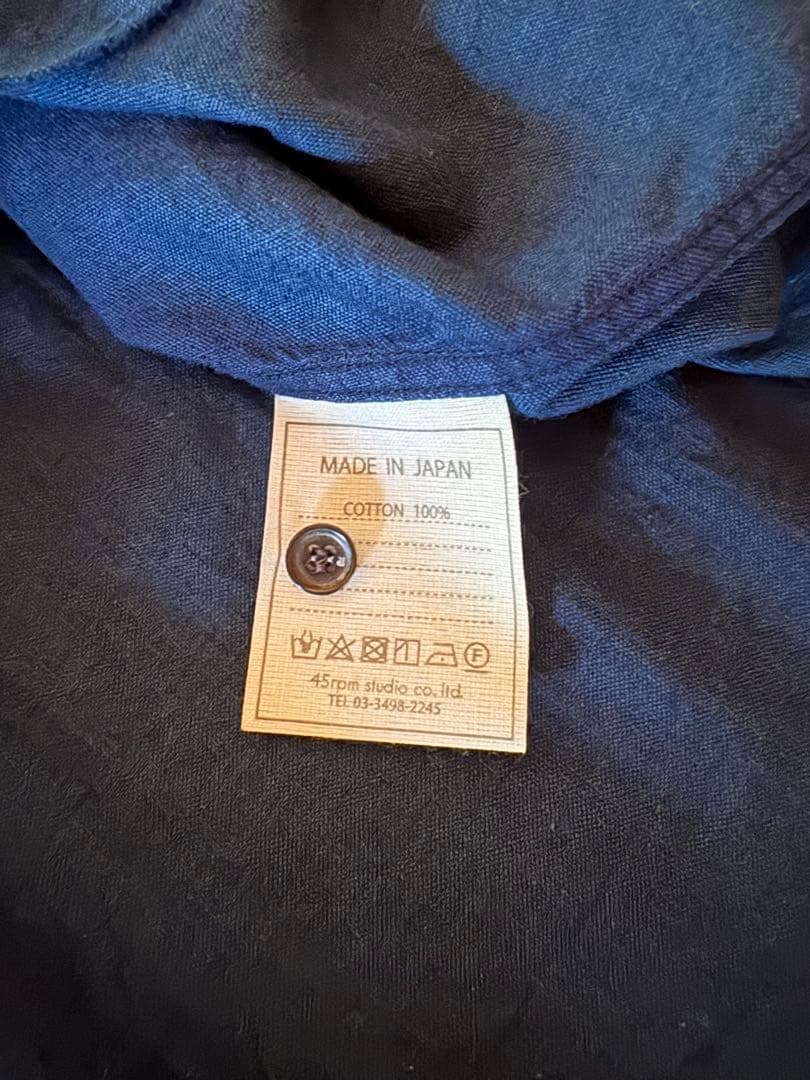 MADE IN JAPAN
COTTON 100%
F
45rpm studio co.,ltd.
TEL 03-3498-2245